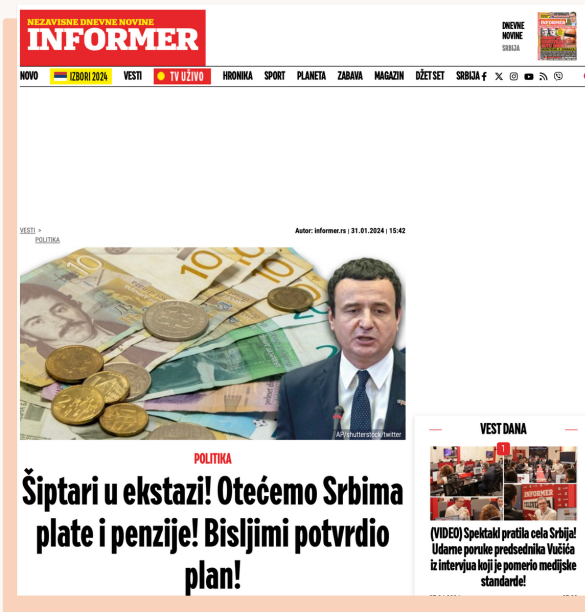 NEZAVISNE DNEVNE NOVINE
INFORMER
DNEVNE
NOVINE
SRBIJA
NOVO IZBORI 2024 VESTI TV UŽIVO HRONIKA SPORT PLANETA ZABAVA MAGAZIN DŽET SET SRBIJA
VESTI >
POLITIKA
Autor: informer.rs | 31.01.2024 | 15:42
AP/shutterstock/twitter
POLITIKA
Šiptari u ekstazi! Otećemo Srbima
plate i penzije! Bisljimi potvrdio
plan!
VEST DANA
1
(VIDEO) Spektakl pratila cela Srbija!
Udarne poruke predsednika Vučića
iz intervjua koji je pomerio medijske
standarde!